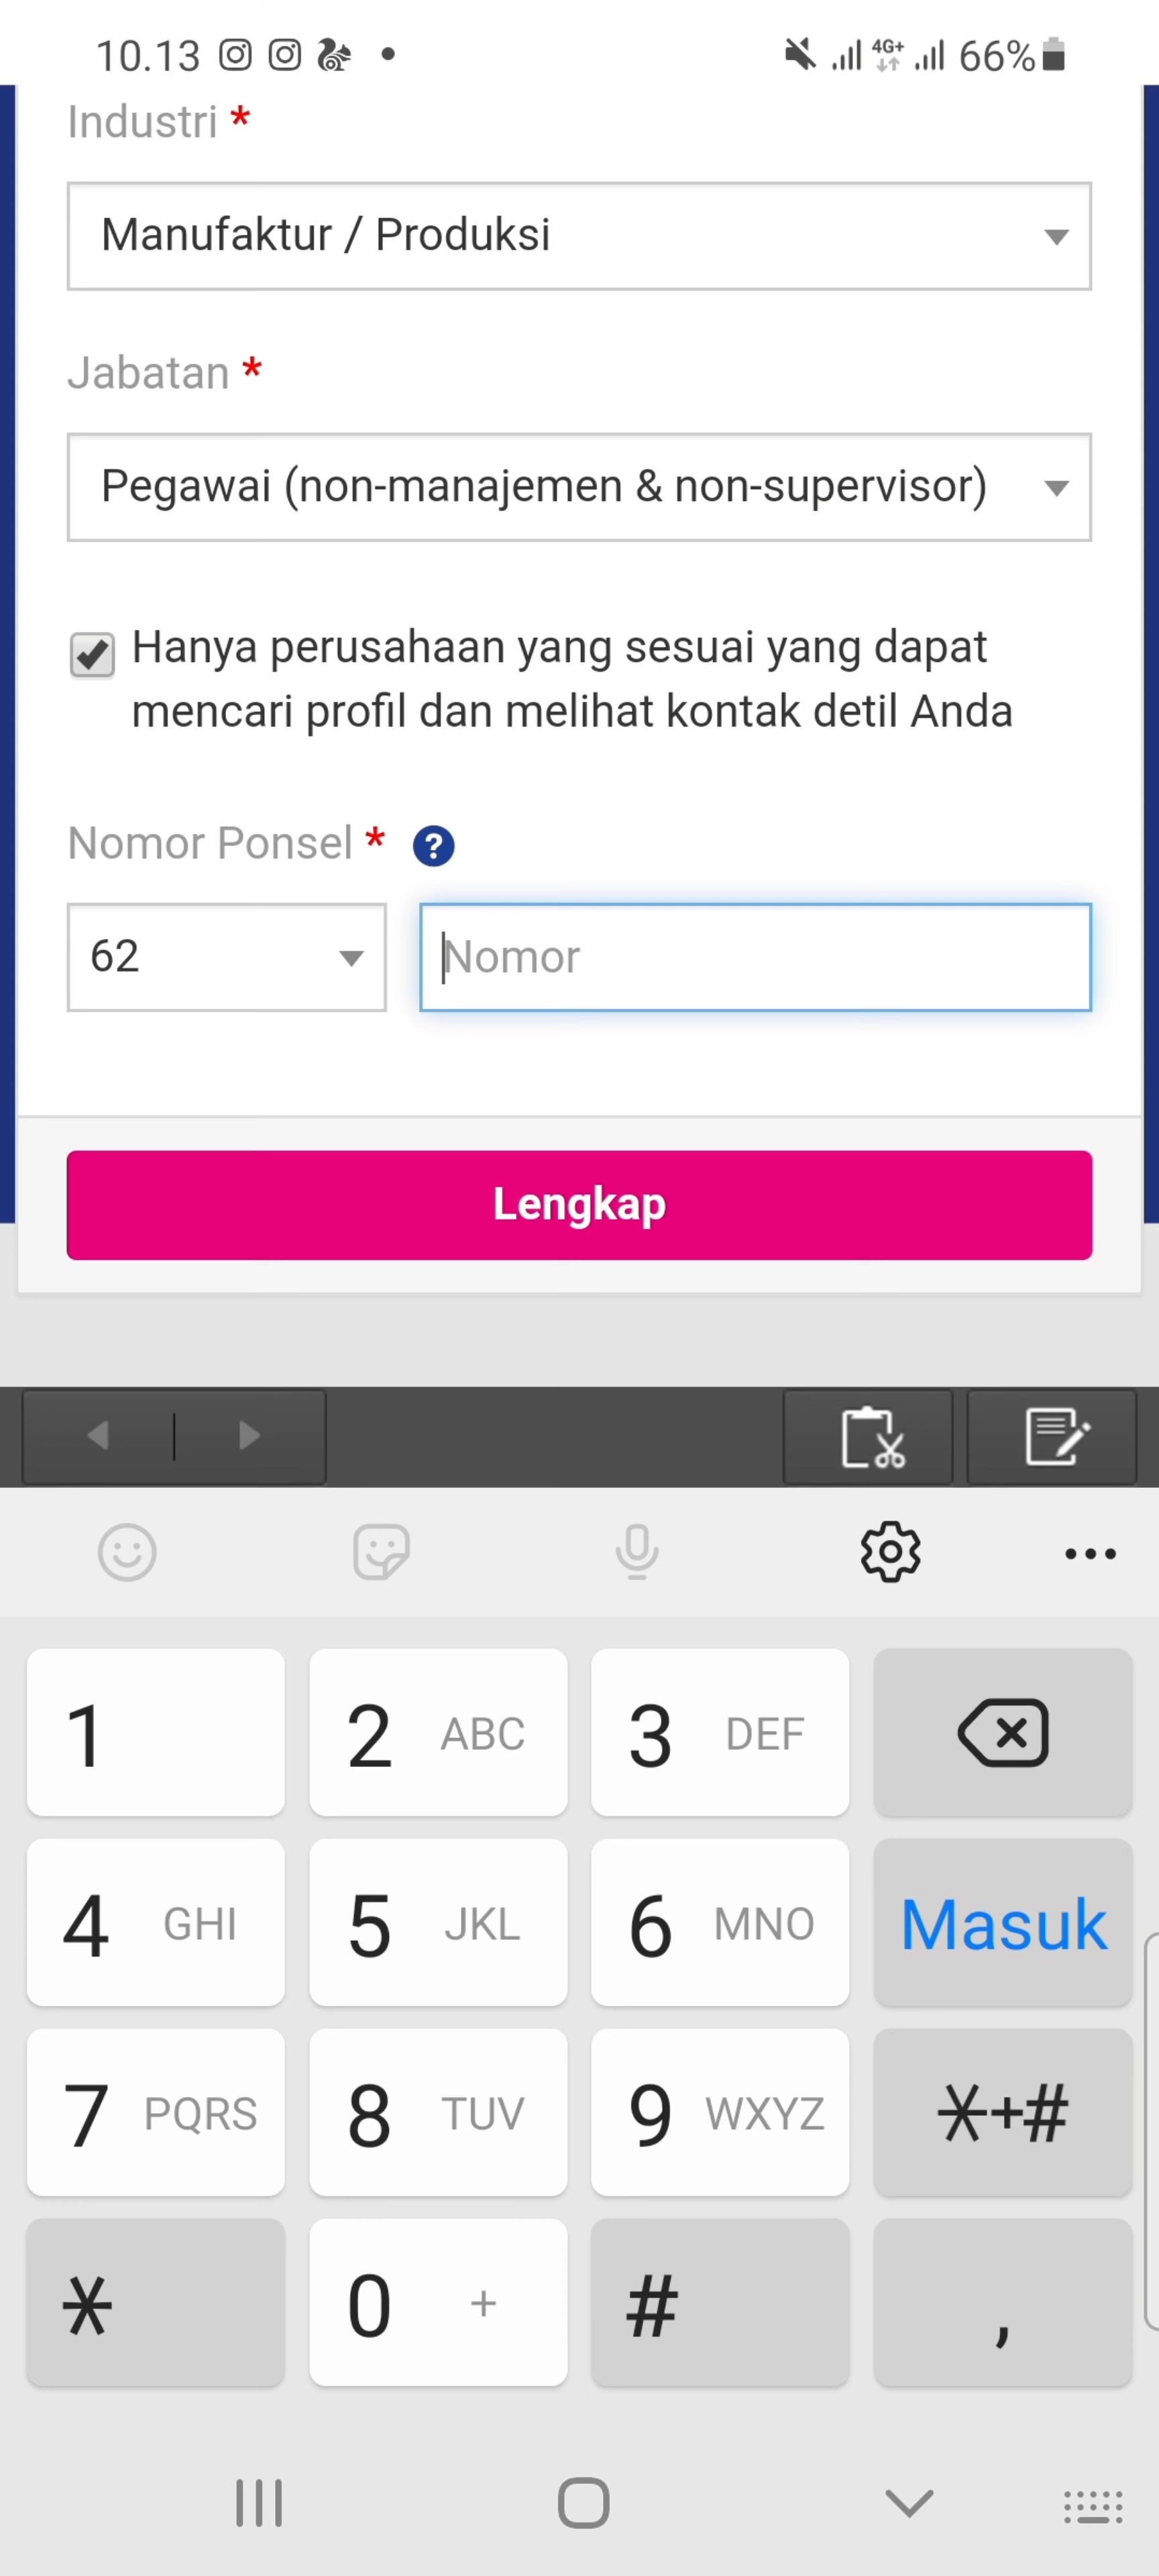 10.13 4G+ 66%
Industri *
Manufaktur / Produksi
Jabatan *
Pegawai (non-manajemen & non-supervisor)
Hanya perusahaan yang sesuai yang dapat
mencari profil dan melihat kontak detil Anda
Nomor Ponsel * ?
62 Nomor
Lengkap
1 2 ABC 3 DEF
4 GHI 5 JKL 6 MNO Masuk
7 PQRS 8 TUV 9 WXYZ *+#
* 0 + # ,